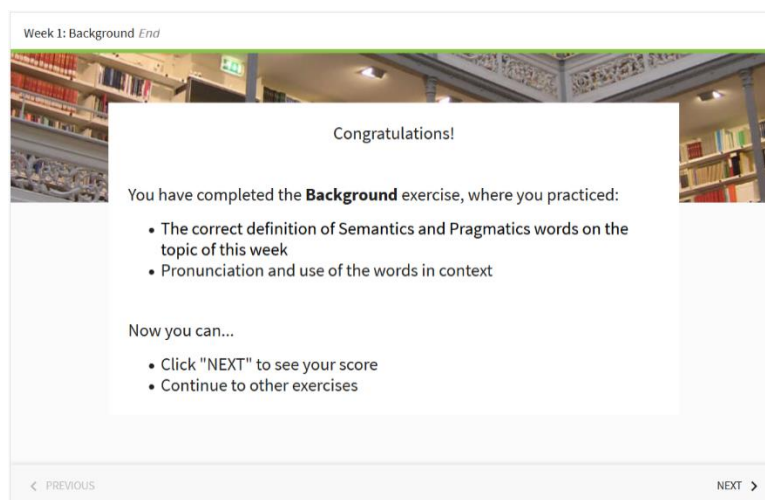 Week 1: Background End
Congratulations!
You have completed the Background exercise, where you practiced:
• The correct definition of Semantics and Pragmatics words on the
topic of this week
• Pronunciation and use of the words in context
Now you can...
• Click "NEXT" to see your score
• Continue to other exercises
PREVIOUS
NEXT